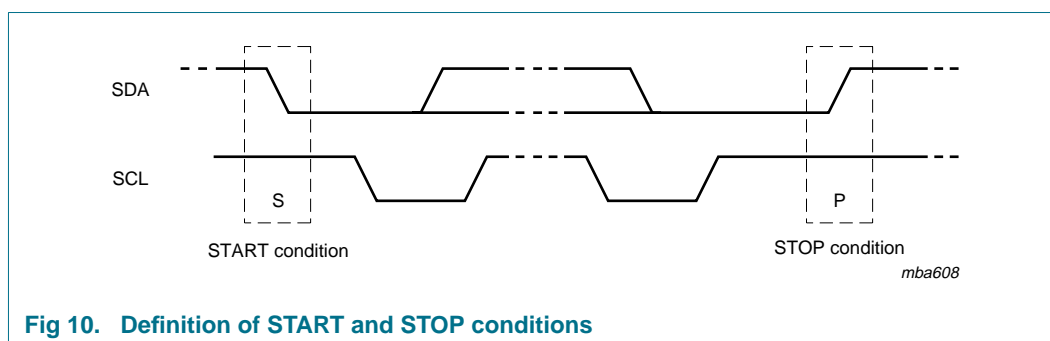 SDA
SCL
S
P
START condition
STOP condition
mba608
Fig 10. Definition of START and STOP conditions